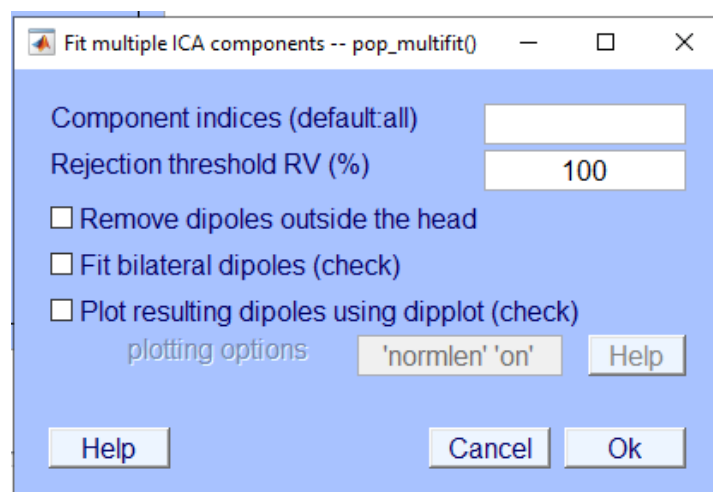 Fit multiple ICA components -- pop_multifit()
Component indices (default:all)
Rejection threshold RV (%) 100
Remove dipoles outside the head
Fit bilateral dipoles (check)
Plot resulting dipoles using dipplot (check)
plotting options 'normlen' 'on' Help
Help Cancel Ok